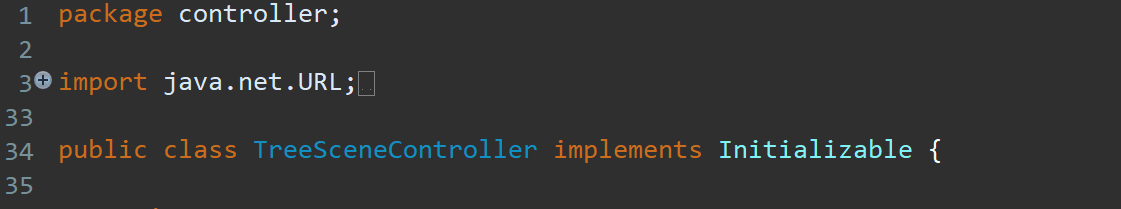 1 package controller;
2
3 import java.net.URL;
33
34 public class TreeSceneController implements Initializable {
35